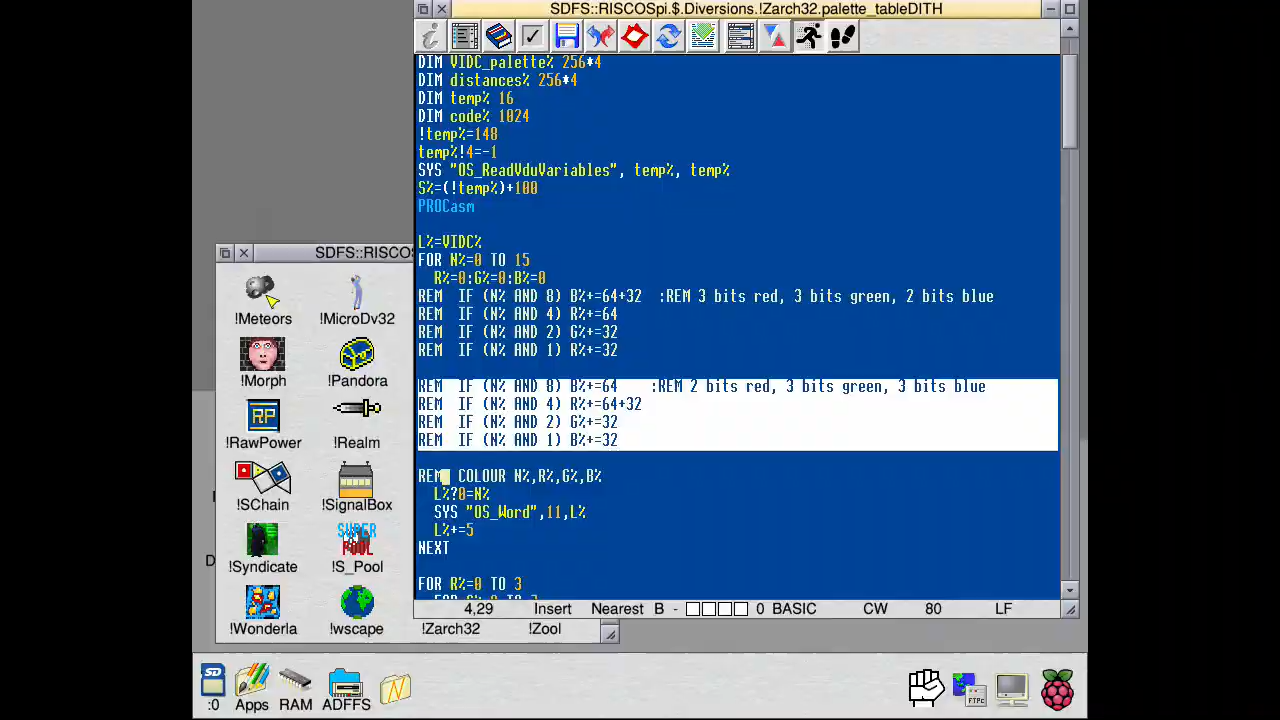 SDFS::RISCOSpi.$.Diversions.!Zarch32.palette_tableDITH
DIM VIDC_palette% 256*4
DIM distances% 256*4
DIM temp% 16
DIM code% 1024
!temp%=148
temp%!4=-1
SYS "OS_ReadVduVariables", temp%, temp%
S%=(!temp%)+100
PROCasm
L%=VIDC%
FOR N%=0 TO 15
R%=0:G%=0:B%=0
REM  IF (N% AND 8) B%+=64+32  :REM 3 bits red, 3 bits green, 2 bits blue
REM  IF (N% AND 4) R%+=64
REM  IF (N% AND 2) G%+=32
REM  IF (N% AND 1) R%+=32
REM  IF (N% AND 8) B%+=64    :REM 2 bits red, 3 bits green, 3 bits blue
REM  IF (N% AND 4) R%+=64+32
REM  IF (N% AND 2) G%+=32
REM  IF (N% AND 1) B%+=32
REM  COLOUR N%,R%,G%,B%
L%?0=N%
SYS "OS_Word",11,L%
L%+=5
NEXT
FOR R%=0 TO 3
4,29 Insert Nearest B - 0 BASIC CW 80 LF
SDFS::RISCOS
!Meteors !MicroDv32
!Morph !Pandora
RP
!RawPower !Realm
!SChain !SignalBox
SUPER
POOL
!Syndicate !S_Pool
!Wonderla !wscape !Zarch32 !Zool
SD
:0 Apps RAM ADFFS
FTPc